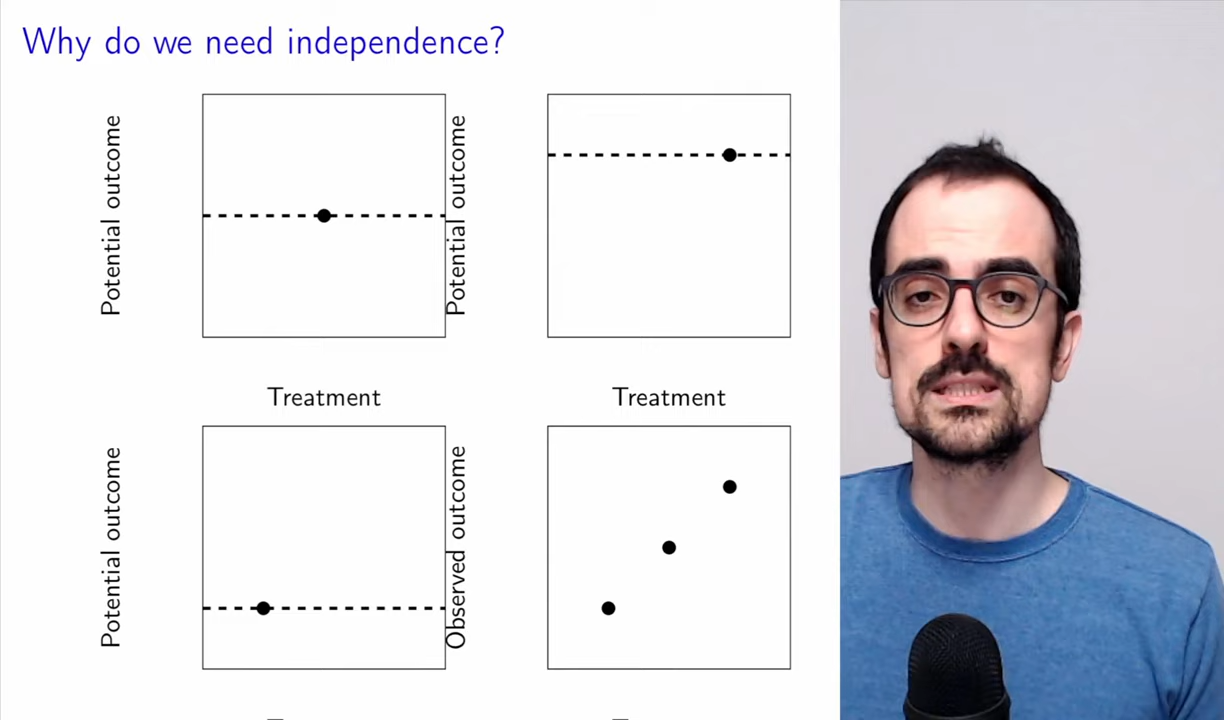 Why do we need independence?
Potential outcome
Potential outcome
Treatment
Treatment
Potential outcome
Observed outcome